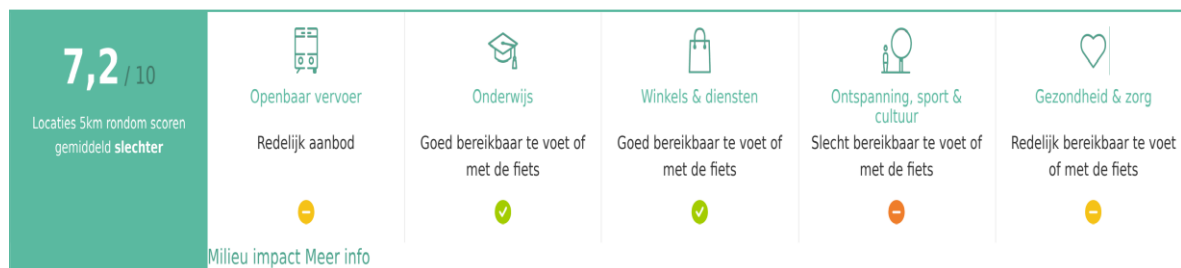 7,2 / 10
Locaties 5km rondom scoren
gemiddeld slechter
Openbaar vervoer
Redelijk aanbod
Onderwijs
Goed bereikbaar te voet of
met de fiets
Winkels & diensten
Goed bereikbaar te voet of
met de fiets
Ontspanning, sport &
cultuur
Slecht bereikbaar te voet of
met de fiets
Gezondheid & zorg
Redelijk bereikbaar te voet
of met de fiets
Milieu impact Meer info